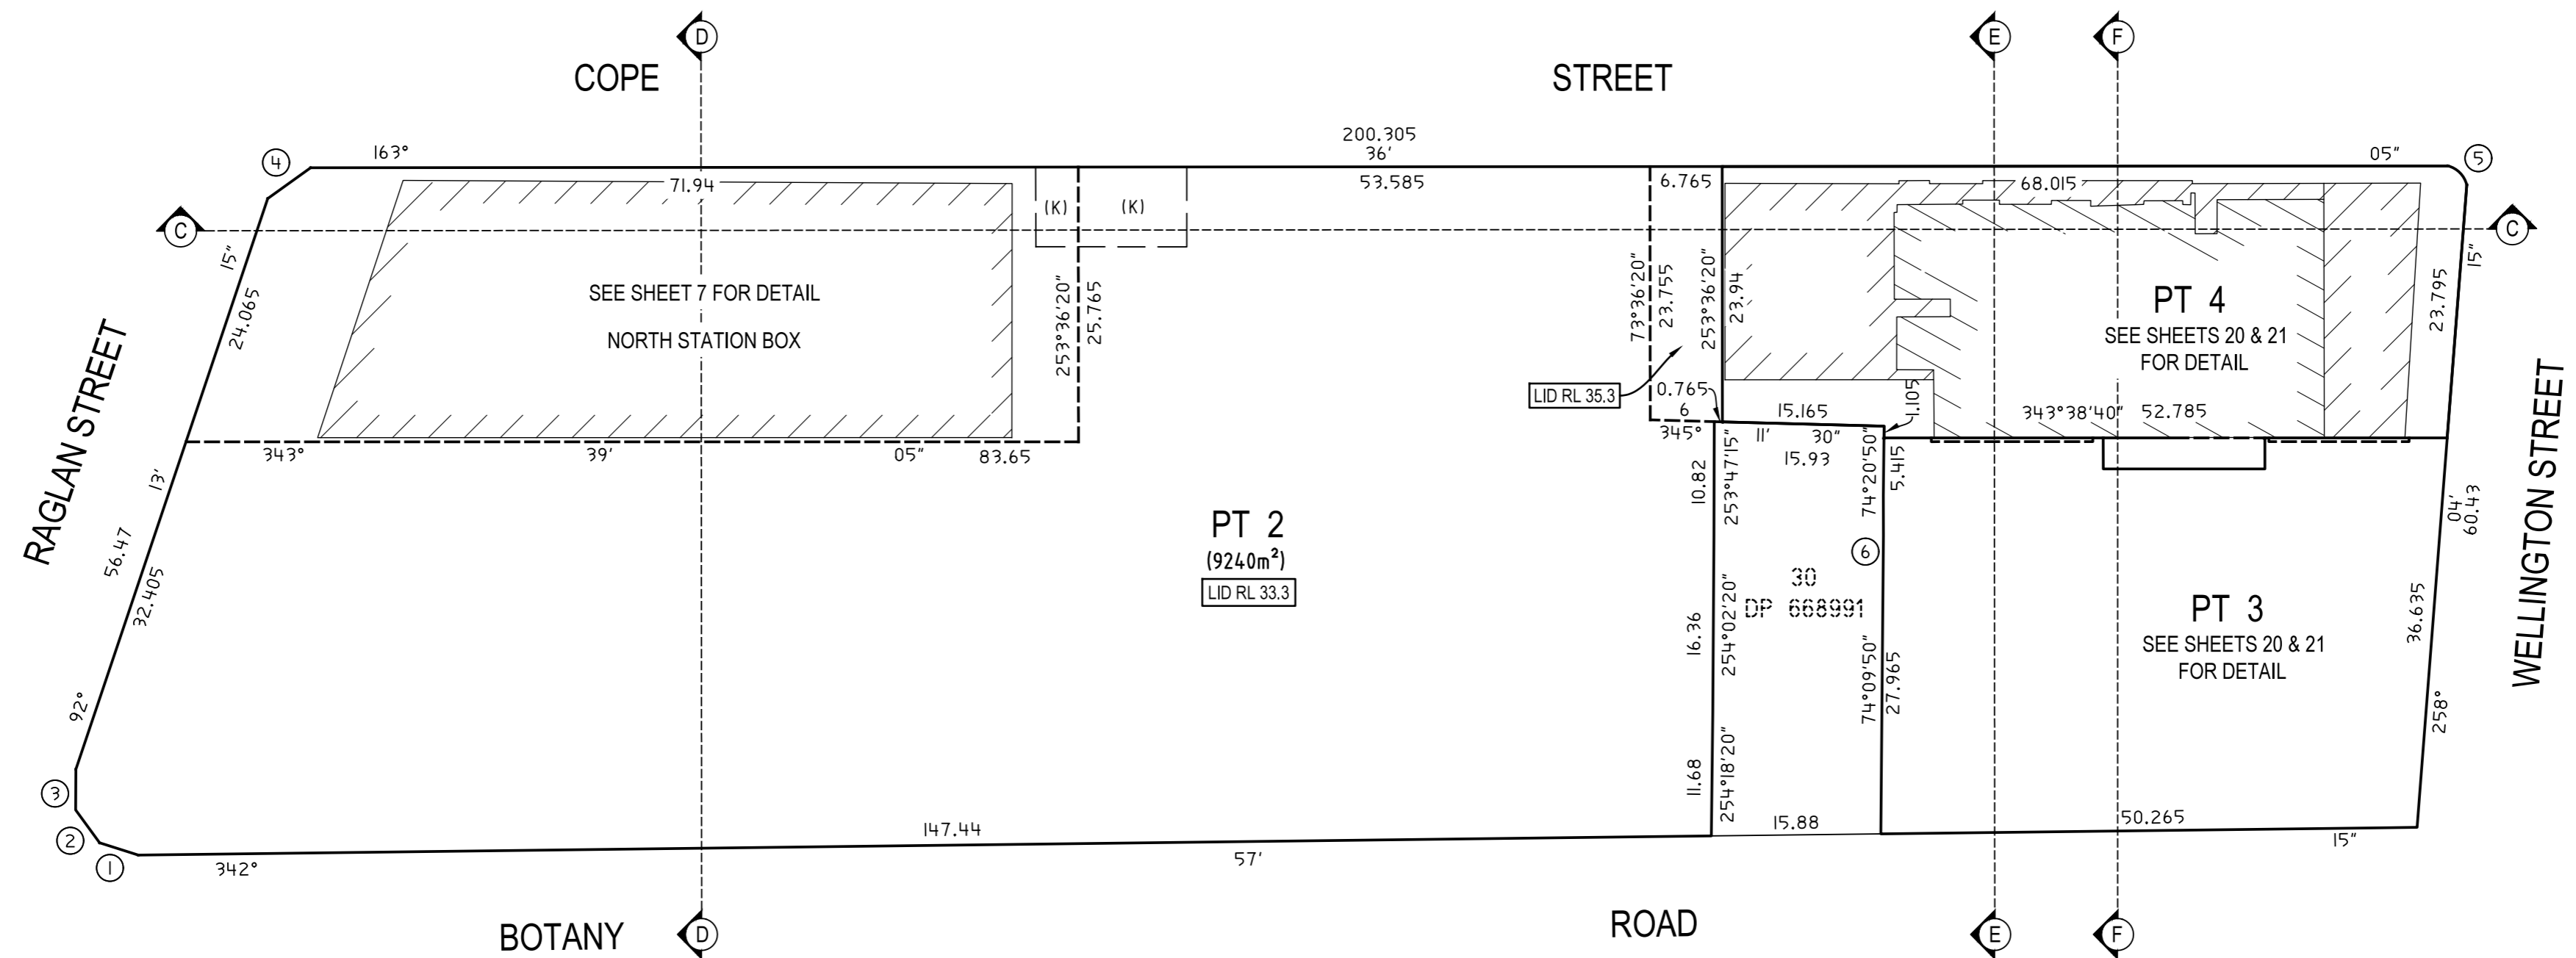 D
E
F
COPE
STREET
200.305
163°
36'
05"
4
5
71.94
53.585
6.765
68.015
(K)
(K)
C
C
15"
24.065
SEE SHEET 7 FOR DETAIL
NORTH STATION BOX
253°36'20"
25.765
73°36'20"
23.755
253°36'20"
23.94
PT 4
SEE SHEETS 20 & 21
FOR DETAIL
23.795
15"
LID RL 35.3
0.765
6
345°
15.165
11'
30"
15.93
1.105
343°38'40"
52.785
343°
39'
05"
83.65
RAGLAN STREET
WELLINGTON STREET
13'
56.47
32.405
92°
PT 2
(9240m²)
LID RL 33.3
10.82
253°47'15"
16.36
254°02'20"
11.68
254°18'20"
30
DP 668991
74°20'50"
5.415
6
74°09'50"
27.965
PT 3
SEE SHEETS 20 & 21
FOR DETAIL
04'
60.43
36.635
258°
3
2
1
342°
147.44
57'
15.88
50.265
15"
BOTANY
ROAD
D
E
F